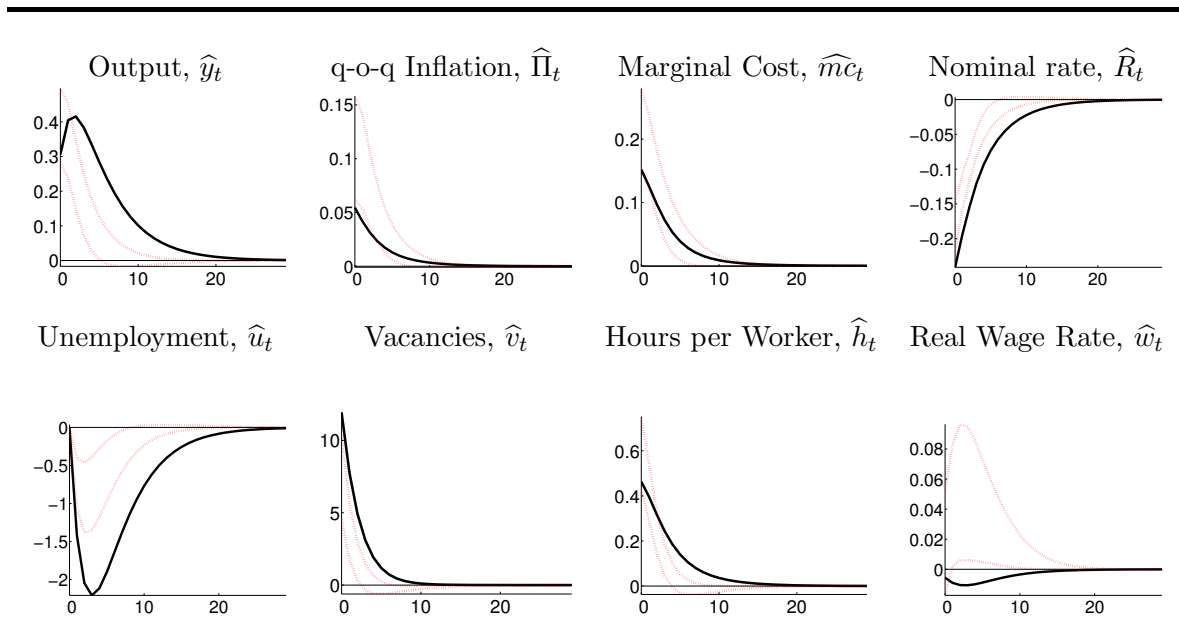 Output, ŷ_t
q-o-q Inflation, Π̂_t
Marginal Cost, m̂c_t
Nominal rate, R̂_t
0.4
0.3
0.2
0.1
0
0 10 20
0.15
0.1
0.05
0
0 10 20
0.2
0.1
0
0 10 20
0
−0.05
−0.1
−0.15
−0.2
0 10 20
Unemployment, û_t
Vacancies, v̂_t
Hours per Worker, ĥ_t
Real Wage Rate, ŵ_t
0
−0.5
−1
−1.5
−2
0 10 20
10
5
0
0 10 20
0.6
0.4
0.2
0
0 10 20
0.08
0.06
0.04
0.02
0
0 10 20